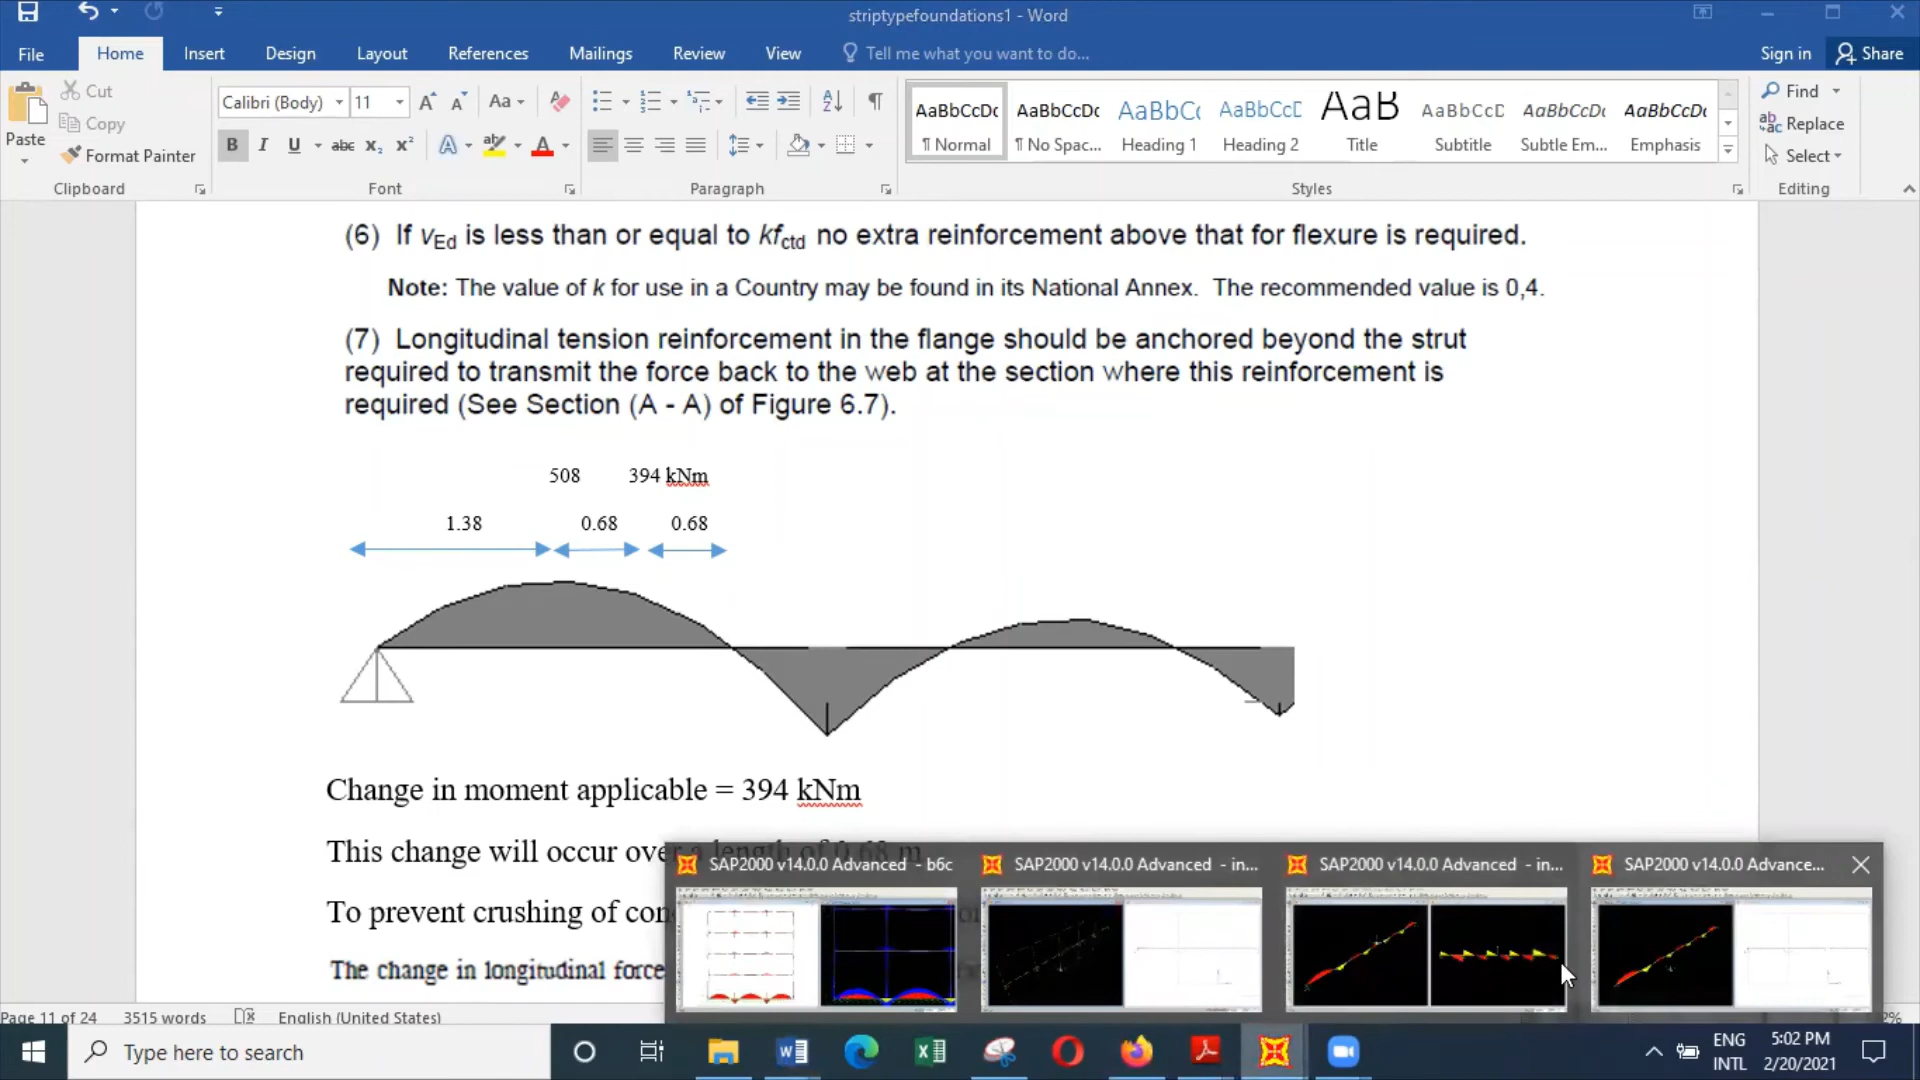 striptypefoundations1 - Word
File Home Insert Design Layout References Mailings Review View Tell me what you want to do... Sign in Share
Cut
Copy
Format Painter
Paste
Calibri (Body) 11
AaBbCcDc AaBbCcDc AaBbCc AaBbCcD AaB AaBbCcD AaBbCcDc AaBbCcDc
¶ Normal ¶ No Spac... Heading 1 Heading 2 Title Subtitle Subtle Em... Emphasis
Find
Replace
Select
Clipboard Font Paragraph Styles Editing
(6) If vEd is less than or equal to kfctd no extra reinforcement above that for flexure is required.
Note: The value of k for use in a Country may be found in its National Annex. The recommended value is 0,4.
(7) Longitudinal tension reinforcement in the flange should be anchored beyond the strut
required to transmit the force back to the web at the section where this reinforcement is
required (See Section (A - A) of Figure 6.7).
508 394 kNm
1.38 0.68 0.68
Change in moment applicable = 394 kNm
This change will occur over a length of 0.68 m
To prevent crushing of con
The change in longitudinal force
SAP2000 v14.0.0 Advanced - b6c
SAP2000 v14.0.0 Advanced - in...
SAP2000 v14.0.0 Advanced - in...
SAP2000 v14.0.0 Advance...
Page 11 of 24 3515 words English (United States)
Type here to search
ENG
INTL
5:02 PM
2/20/2021